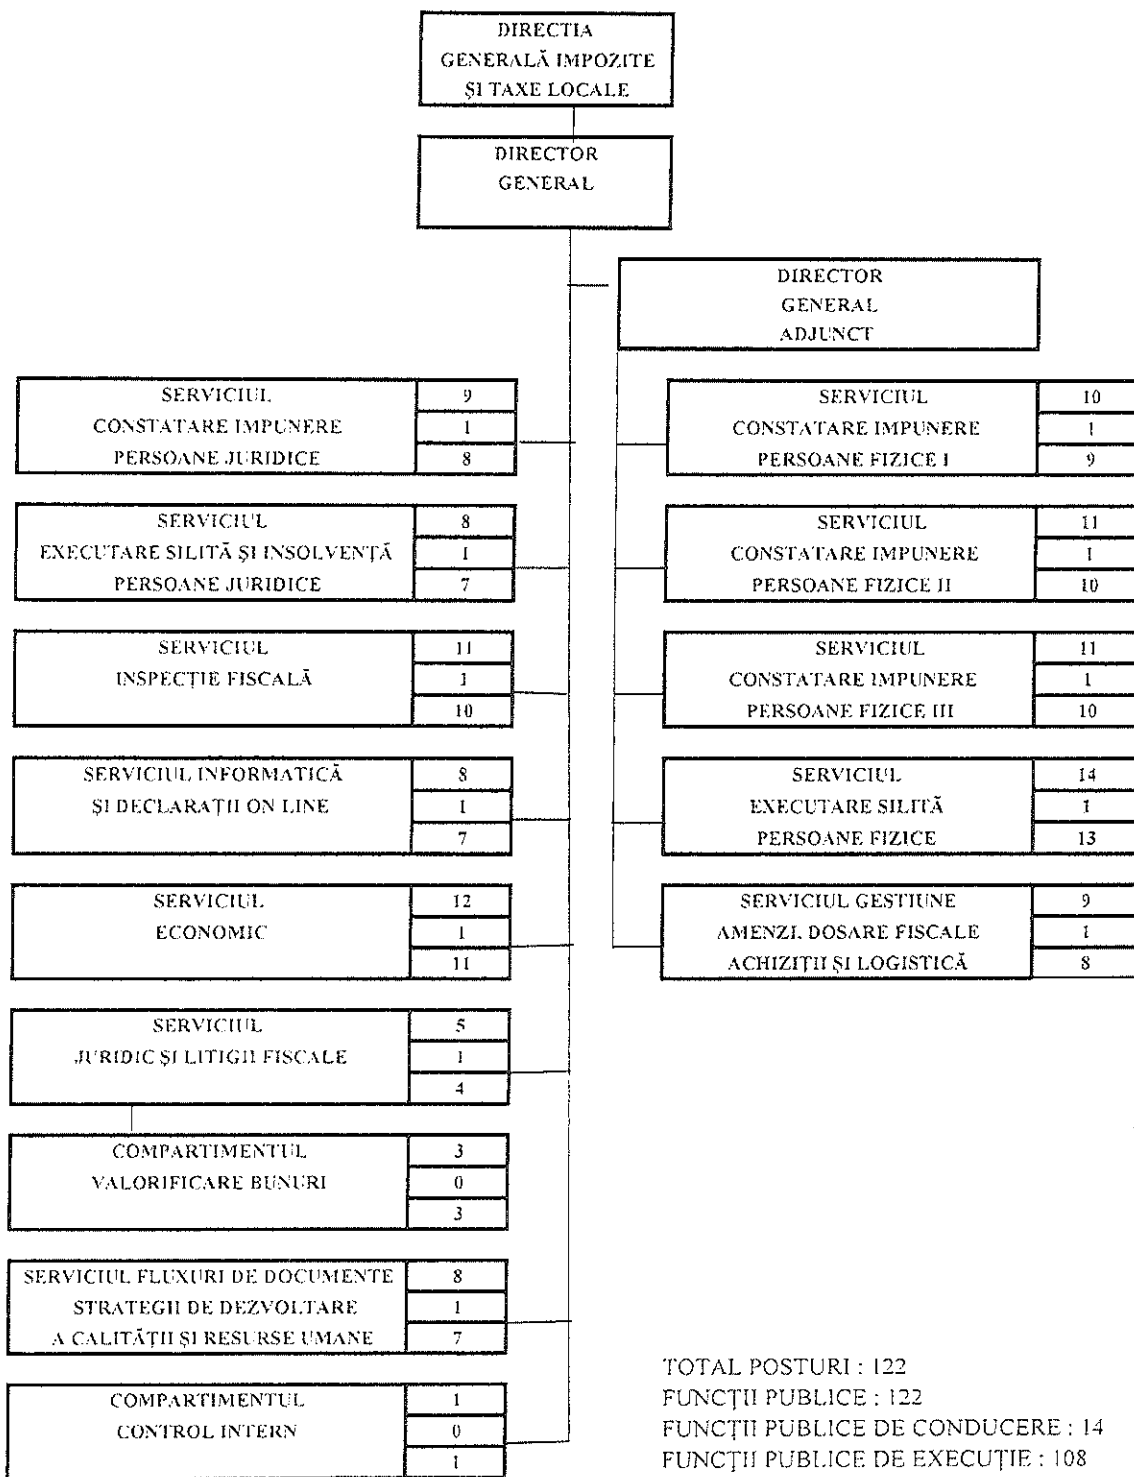 DIRECTIA
GENERALĂ IMPOZITE
ŞI TAXE LOCALE
DIRECTOR
GENERAL
DIRECTOR
GENERAL
ADJUNCT
SERVICIUL 9
CONSTATARE IMPUNERE 1
PERSOANE JURIDICE 8
SERVICIUL 8
EXECUTARE SILITĂ ŞI INSOLVENŢĂ 1
PERSOANE JURIDICE 7
SERVICIUL 11
INSPECŢIE FISCALĂ 1
10
SERVICIUL INFORMATICĂ 8
ŞI DECLARAŢII ON LINE 1
7
SERVICIUL 12
ECONOMIC 1
11
SERVICIUL 5
JURIDIC ŞI LITIGII FISCALE 1
4
COMPARTIMENTUL 3
VALORIFICARE BUNURI 0
3
SERVICIUL FLUXURI DE DOCUMENTE 8
STRATEGII DE DEZVOLTARE 1
A CALITĂŢII ŞI RESURSE UMANE 7
COMPARTIMENTUL 1
CONTROL INTERN 0
1
SERVICIUL 10
CONSTATARE IMPUNERE 1
PERSOANE FIZICE I 9
SERVICIUL 11
CONSTATARE IMPUNERE 1
PERSOANE FIZICE II 10
SERVICIUL 11
CONSTATARE IMPUNERE 1
PERSOANE FIZICE III 10
SERVICIUL 14
EXECUTARE SILITĂ 1
PERSOANE FIZICE 13
SERVICIUL GESTIUNE 9
AMENZI, DOSARE FISCALE 1
ACHIZIŢII ŞI LOGISTICĂ 8
TOTAL POSTURI : 122
FUNCŢII PUBLICE : 122
FUNCŢII PUBLICE DE CONDUCERE : 14
FUNCŢII PUBLICE DE EXECUŢIE : 108